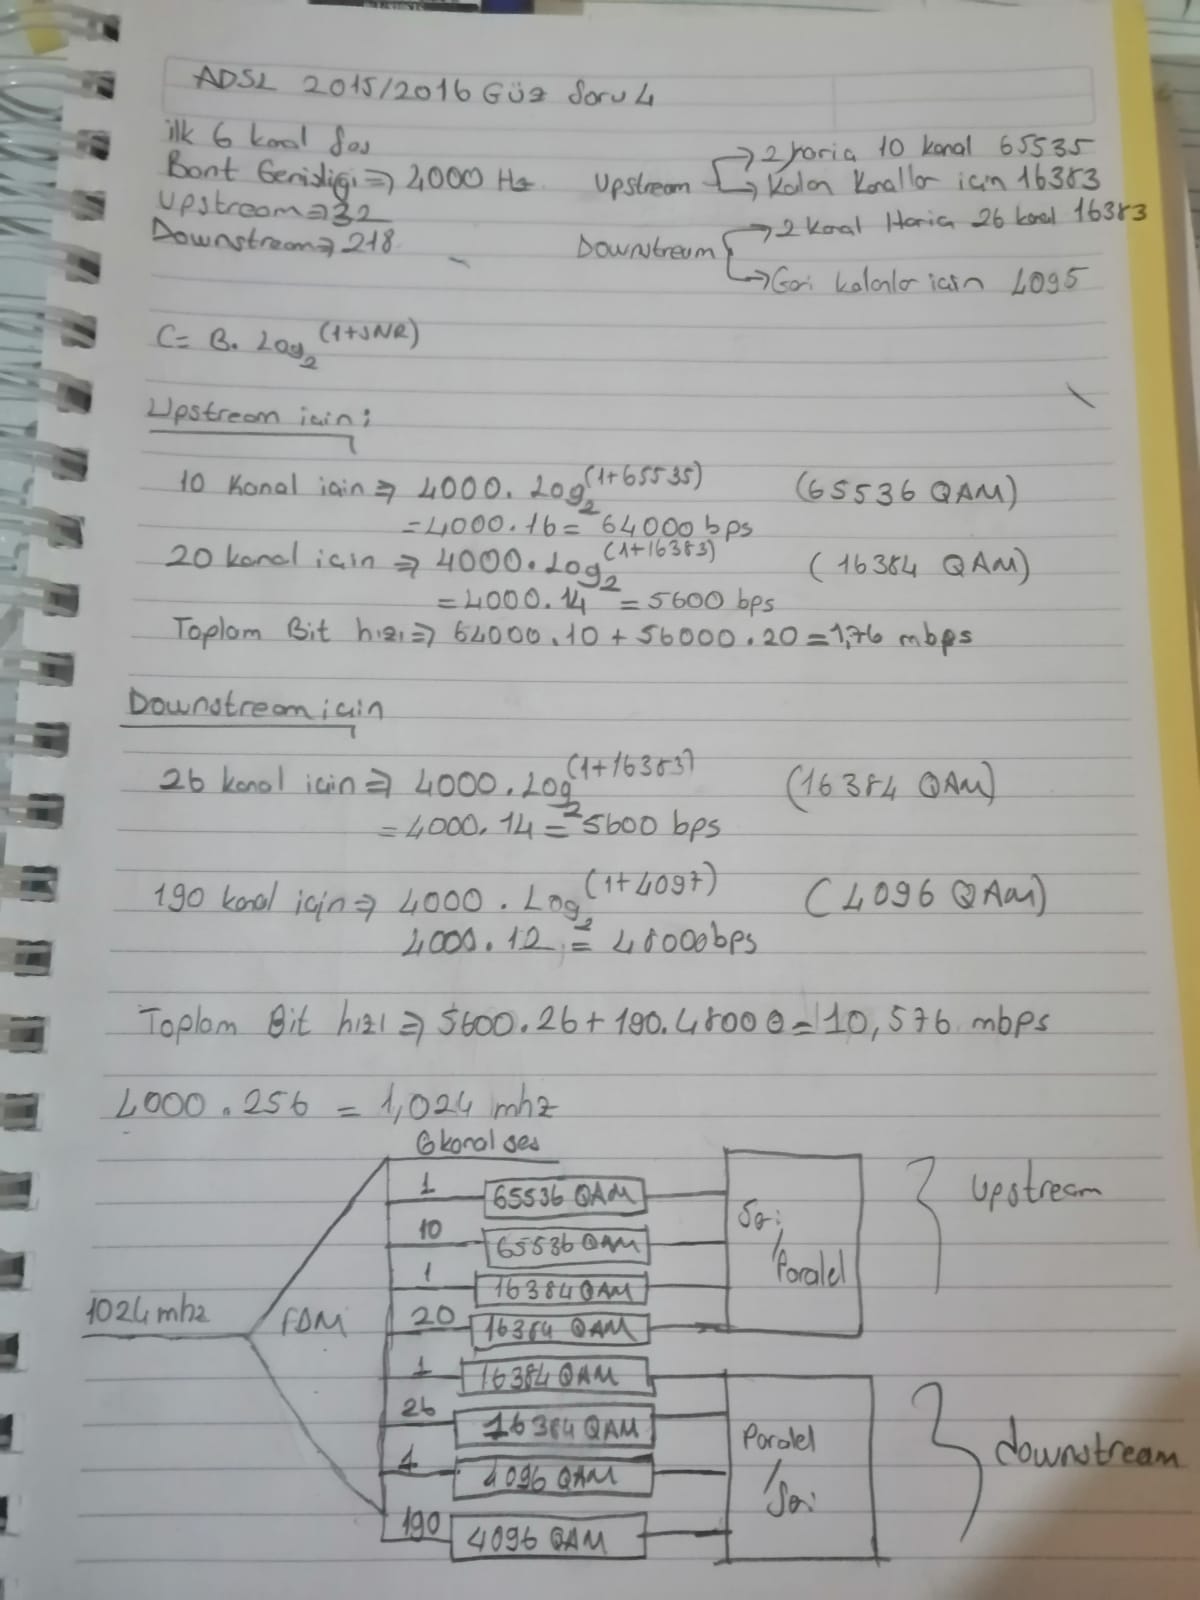 ADSL 2015/2016 Güz Soru 4
ilk 6 kanal Ses
Bant Genişliği => 4000 Hz
Upstream => 32
Downstream => 218
Upstream -> 2 haric 10 kanal 65535
-> Kalan Kanallar için 16383
Downstream -> 2 kanal Haric 26 kanal 16383
-> Geri kalanlar için 4095
C = B. Log₂(1+SNR)
Upstream için:
10 Kanal için => 4000. Log₂(1+65535) (65536 QAM)
= 4000.16 = 64000 bps
20 kanal için => 4000. Log₂(1+16383) (16384 QAM)
= 4000.14 = 5600 bps
Toplam Bit hızı => 64000.10 + 56000.20 = 1,76 mbps
Downstream için
26 kanal için => 4000. Log₂(1+16383) (16384 QAM)
= 4000.14 = 5600 bps
190 kanal için => 4000. Log₂(1+4097) (4096 QAM)
4000.12 = 48000 bps
Toplam Bit hızı => 5600.26 + 190.48000 = 10,576 mbps
4000.256 = 1,024 mhz
6 kanal ses
1 65536 QAM
10 65536 QAM
1 16384 QAM
20 16384 QAM
1 16384 QAM
26 16384 QAM
1 4096 QAM
190 4096 QAM
1024 mhz
FDM
Seri
/Paralel
Upstream
Paralel
/Seri
downstream